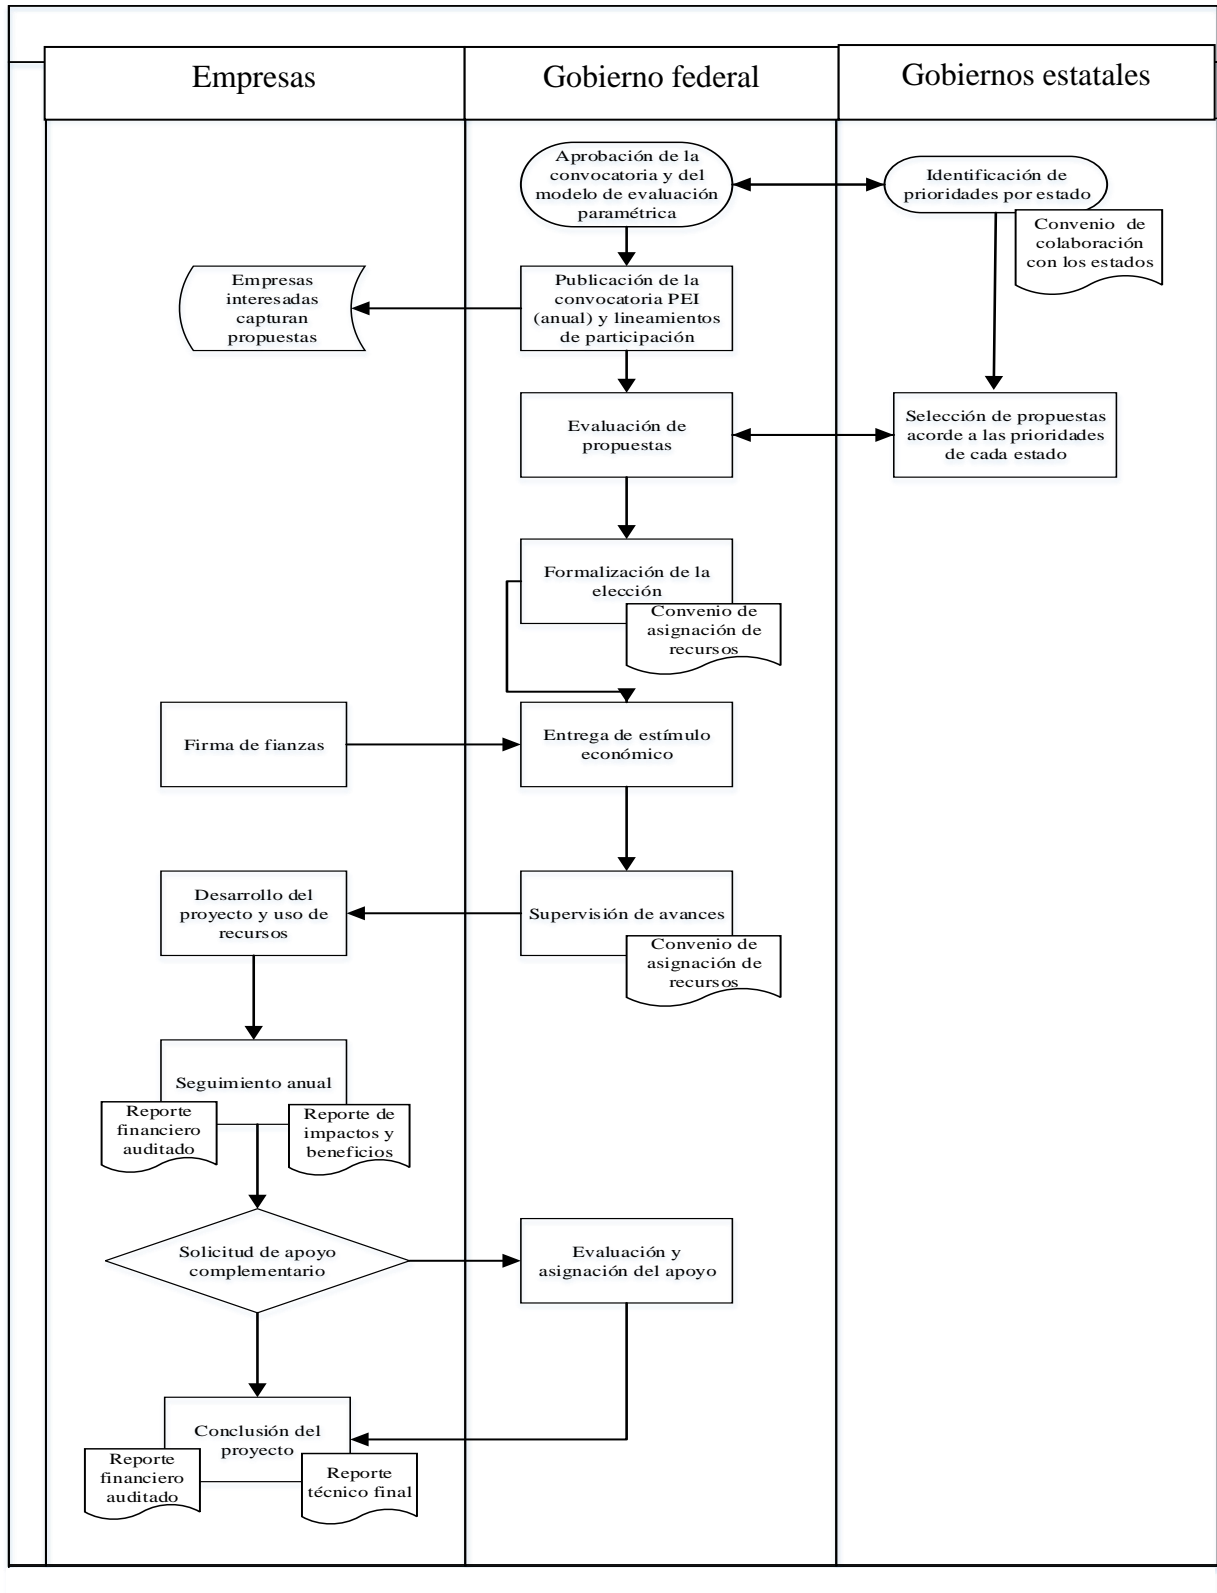 Empresas
Gobierno federal
Gobiernos estatales
Aprobación de la
convocatoria y del
modelo de evaluación
paramétrica
Identificación de
prioridades por estado
Convenio de
colaboración
con los estados
Empresas
interesadas
capturan
propuestas
Publicación de la
convocatoria PEI
(anual) y lineamientos
de participación
Evaluación de
propuestas
Selección de propuestas
acorde a las prioridades
de cada estado
Formalización de la
elección
Convenio de
asignación de
recursos
Firma de fianzas
Entrega de estímulo
económico
Desarrollo del
proyecto y uso de
recursos
Supervisión de avances
Convenio de
asignación de
recursos
Seguimiento anual
Reporte
financiero
auditado
Reporte de
impactos y
beneficios
Solicitud de apoyo
complementario
Evaluación y
asignación del apoyo
Conclusión del
proyecto
Reporte
financiero
auditado
Reporte
técnico final